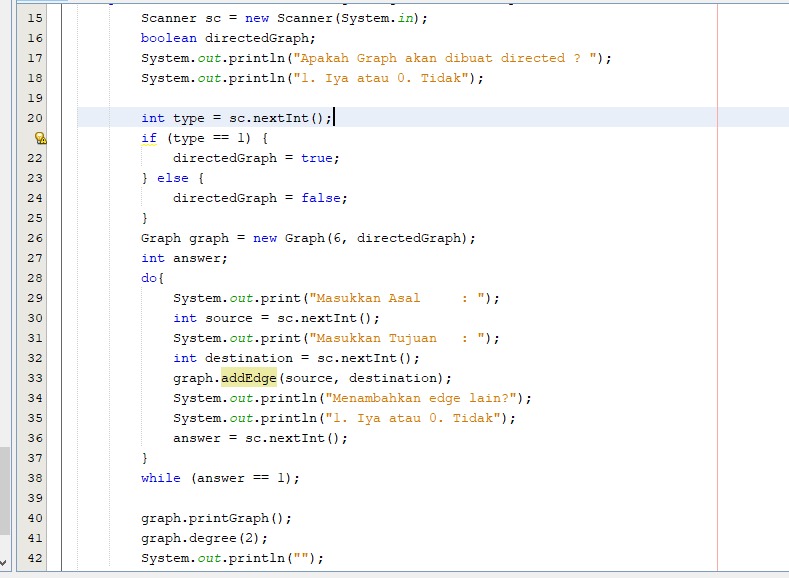 15 Scanner sc = new Scanner(System.in);
16 boolean directedGraph;
17 System.out.println("Apakah Graph akan dibuat directed ? ");
18 System.out.println("1. Iya atau 0. Tidak");
19
20 int type = sc.nextInt();
if (type == 1) {
22 directedGraph = true;
23 } else {
24 directedGraph = false;
25 }
26 Graph graph = new Graph(6, directedGraph);
27 int answer;
28 do{
29 System.out.print("Masukkan Asal     : ");
30 int source = sc.nextInt();
31 System.out.print("Masukkan Tujuan   : ");
32 int destination = sc.nextInt();
33 graph.addEdge(source, destination);
34 System.out.println("Menambahkan edge lain?");
35 System.out.println("1. Iya atau 0. Tidak");
36 answer = sc.nextInt();
37 }
38 while (answer == 1);
39
40 graph.printGraph();
41 graph.degree(2);
42 System.out.println("");